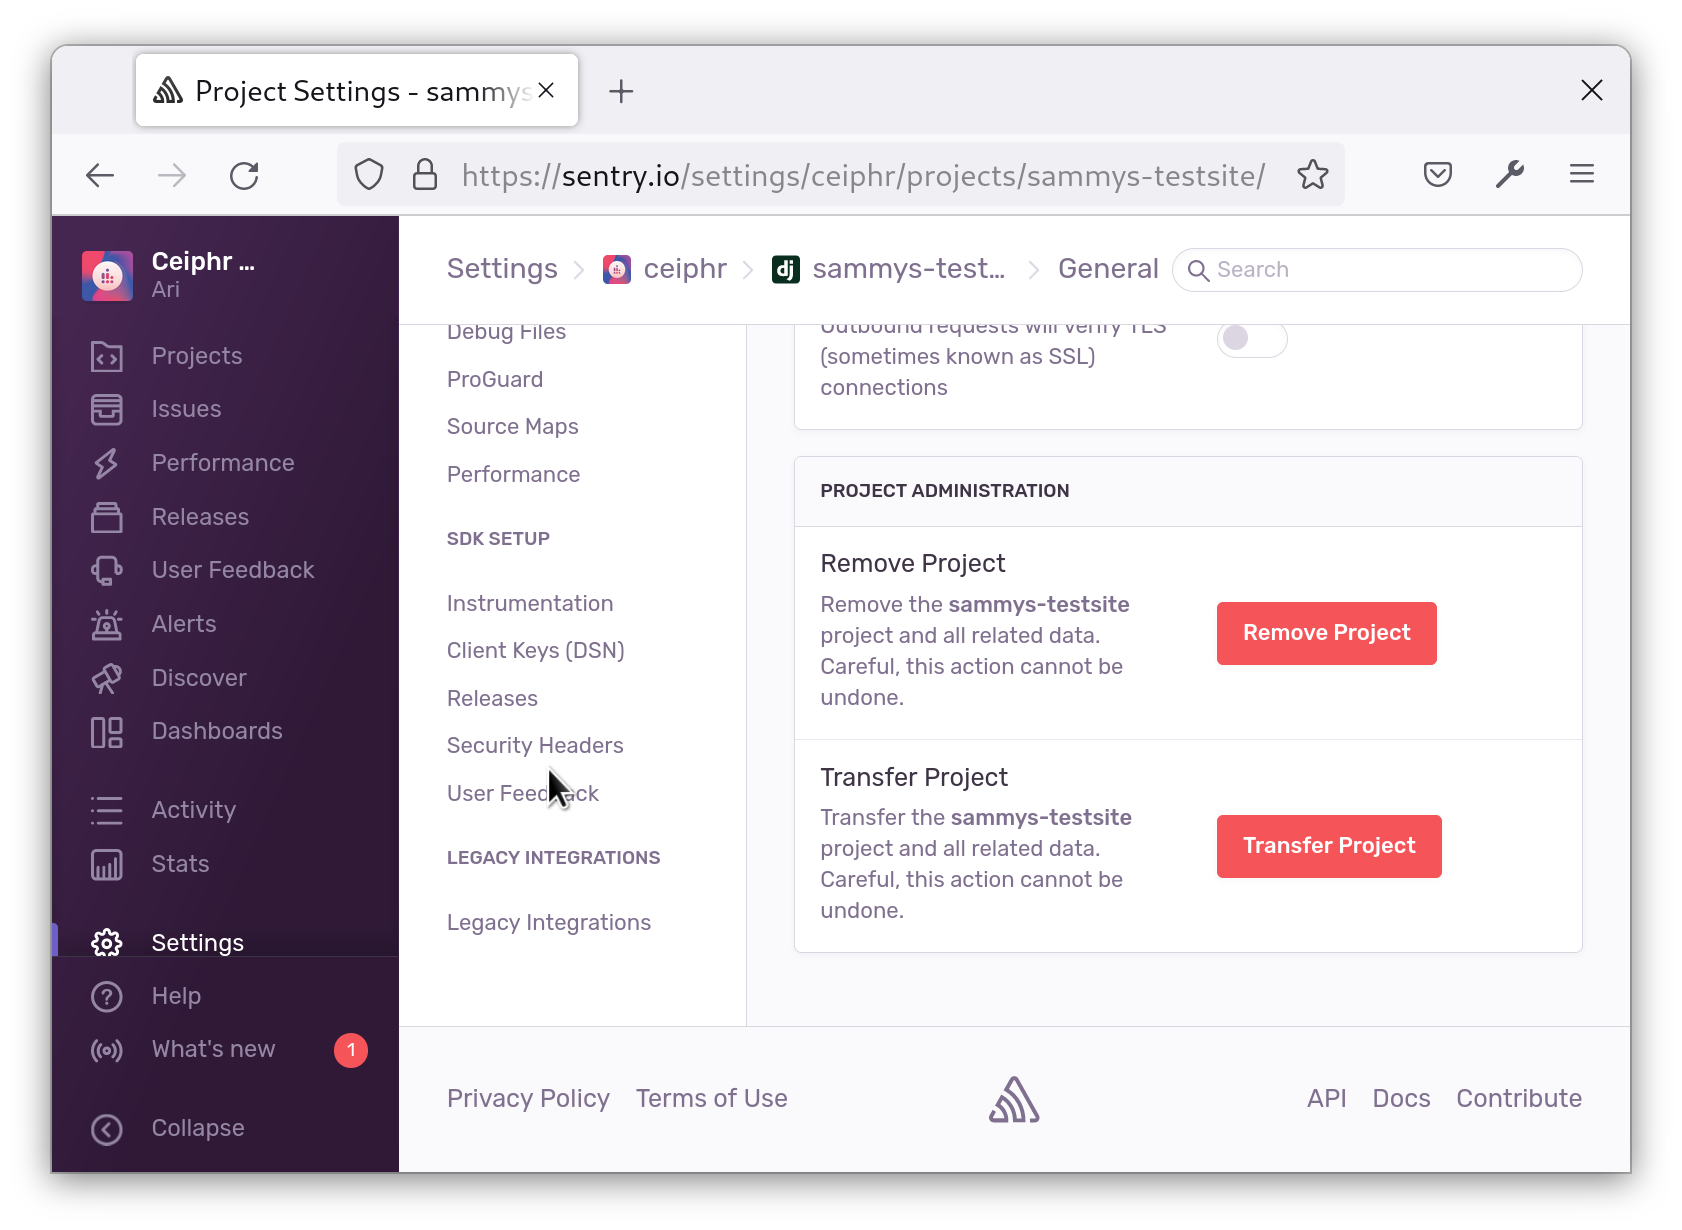 Project Settings - sammys
https://sentry.io/settings/ceiphr/projects/sammys-testsite/
Ceiphr ...
Ari
Projects
Issues
Performance
Releases
User Feedback
Alerts
Discover
Dashboards
Activity
Stats
Settings
Help
What's new
1
Collapse
Settings
ceiphr
dj
sammys-test...
General
Search
Debug Files
ProGuard
Source Maps
Performance
SDK SETUP
Instrumentation
Client Keys (DSN)
Releases
Security Headers
User Feedback
LEGACY INTEGRATIONS
Legacy Integrations
Outbound requests will verify TLS
(sometimes known as SSL)
connections
PROJECT ADMINISTRATION
Remove Project
Remove the sammys-testsite
project and all related data.
Careful, this action cannot be
undone.
Remove Project
Transfer Project
Transfer the sammys-testsite
project and all related data.
Careful, this action cannot be
undone.
Transfer Project
Privacy Policy
Terms of Use
API
Docs
Contribute